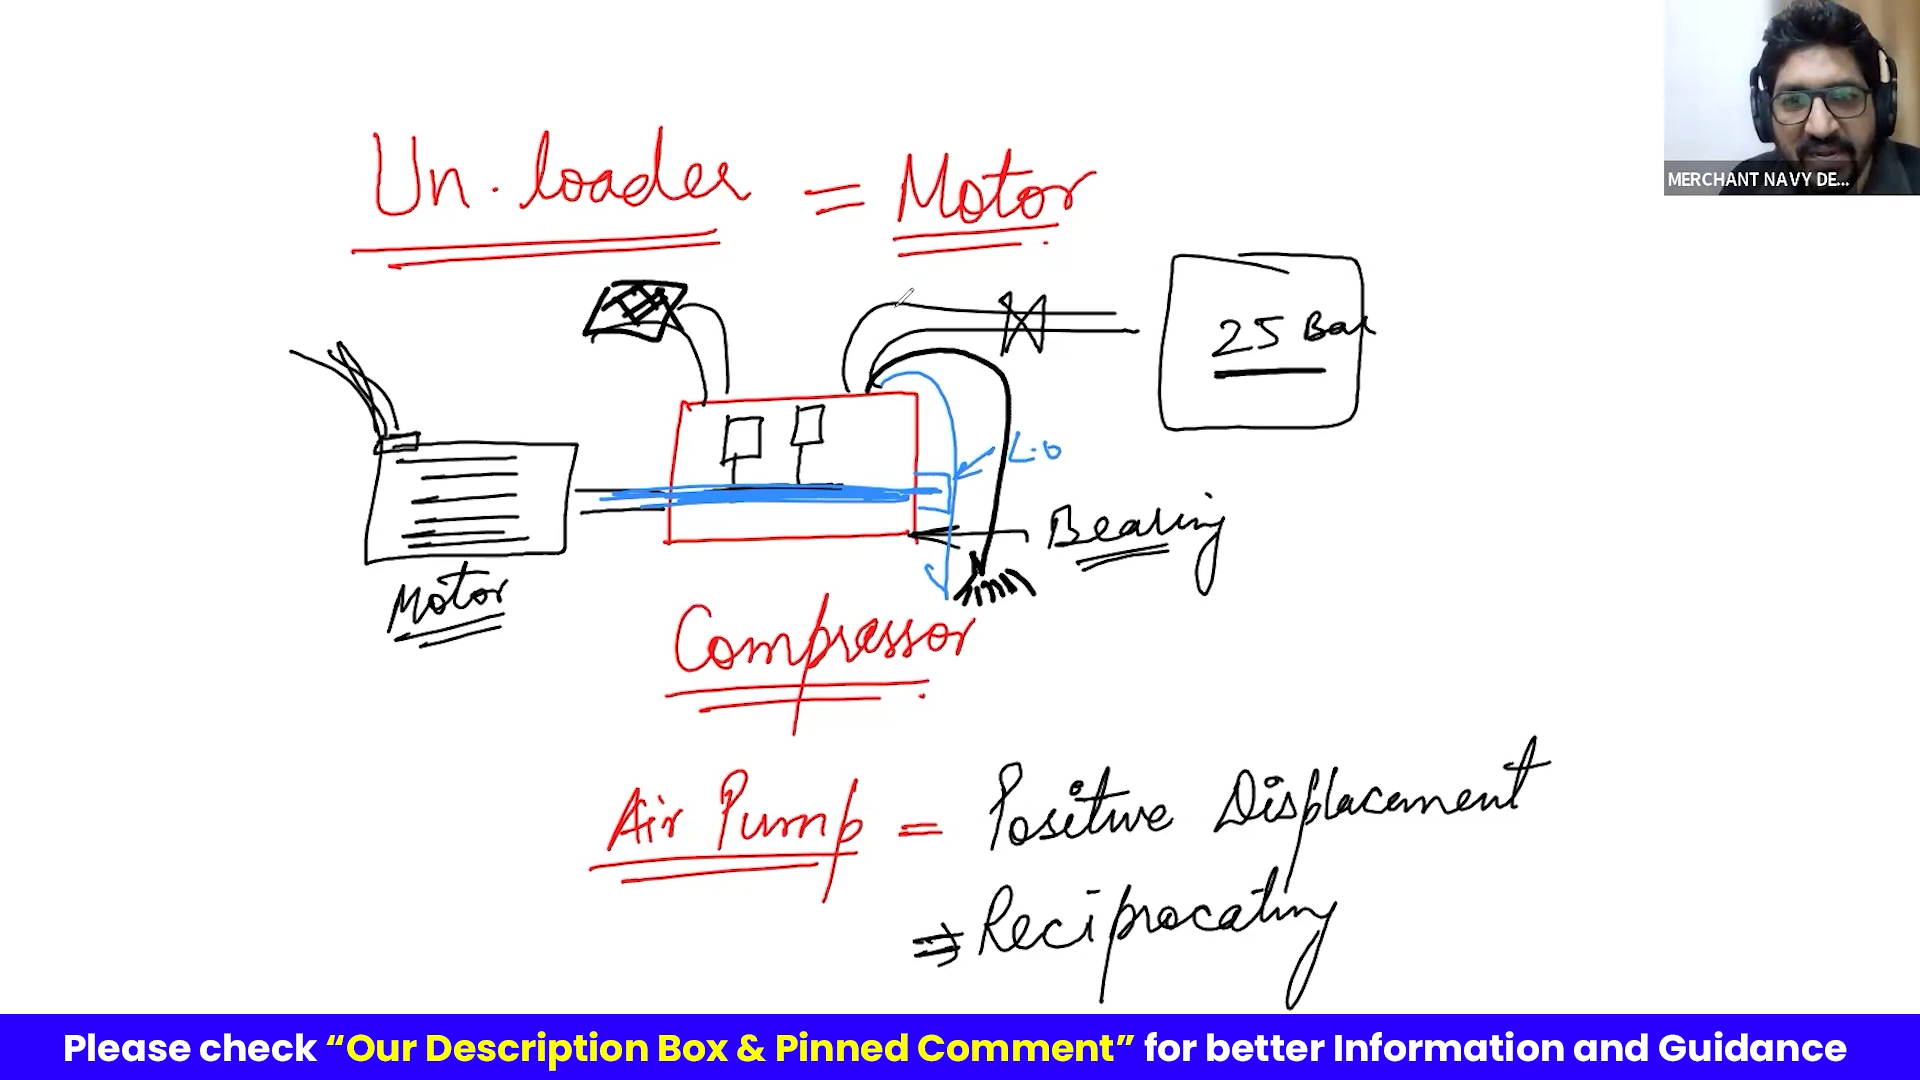 MERCHANT NAVY DE...
Un.loader = Motor
25 Bar
L.O
Bearing
Motor
Compressor
Air Pump = Positive Displacement
⇒ Reciprocating
Please check “Our Description Box & Pinned Comment” for better Information and Guidance